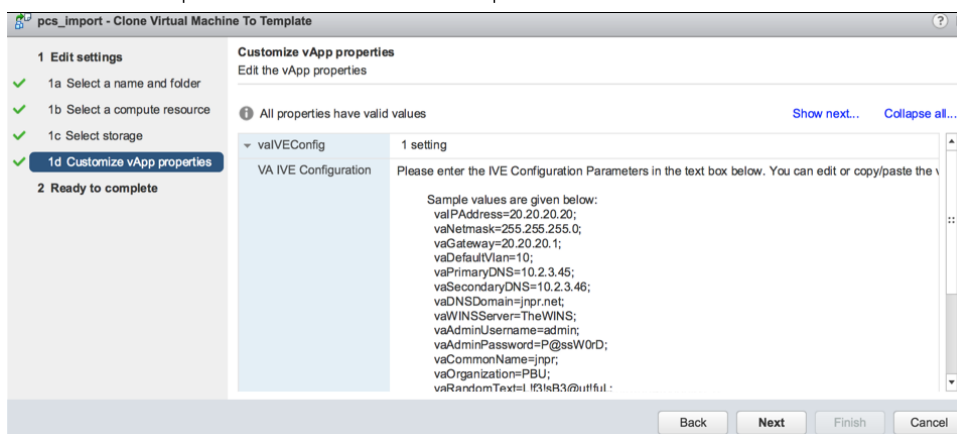 pcs_import - Clone Virtual Machine To Template
?
1 Edit settings
1a Select a name and folder
1b Select a compute resource
1c Select storage
1d Customize vApp properties
2 Ready to complete
Customize vApp properties
Edit the vApp properties
All properties have valid values
Show next...
Collapse all...
vaIVEConfig
1 setting
VA IVE Configuration
Please enter the IVE Configuration Parameters in the text box below. You can edit or copy/paste the
Sample values are given below:
vaIPAddress=20.20.20.20;
vaNetmask=255.255.255.0;
vaGateway=20.20.20.1;
vaDefaultVlan=10;
vaPrimaryDNS=10.2.3.45;
vaSecondaryDNS=10.2.3.46;
vaDNSDomain=jnpr.net;
vaWINSServer=TheWINS;
vaAdminUsername=admin;
vaAdminPassword=P@ssW0rD;
vaCommonName=jnpr;
vaOrganization=PBU;
Back
Next
Finish
Cancel